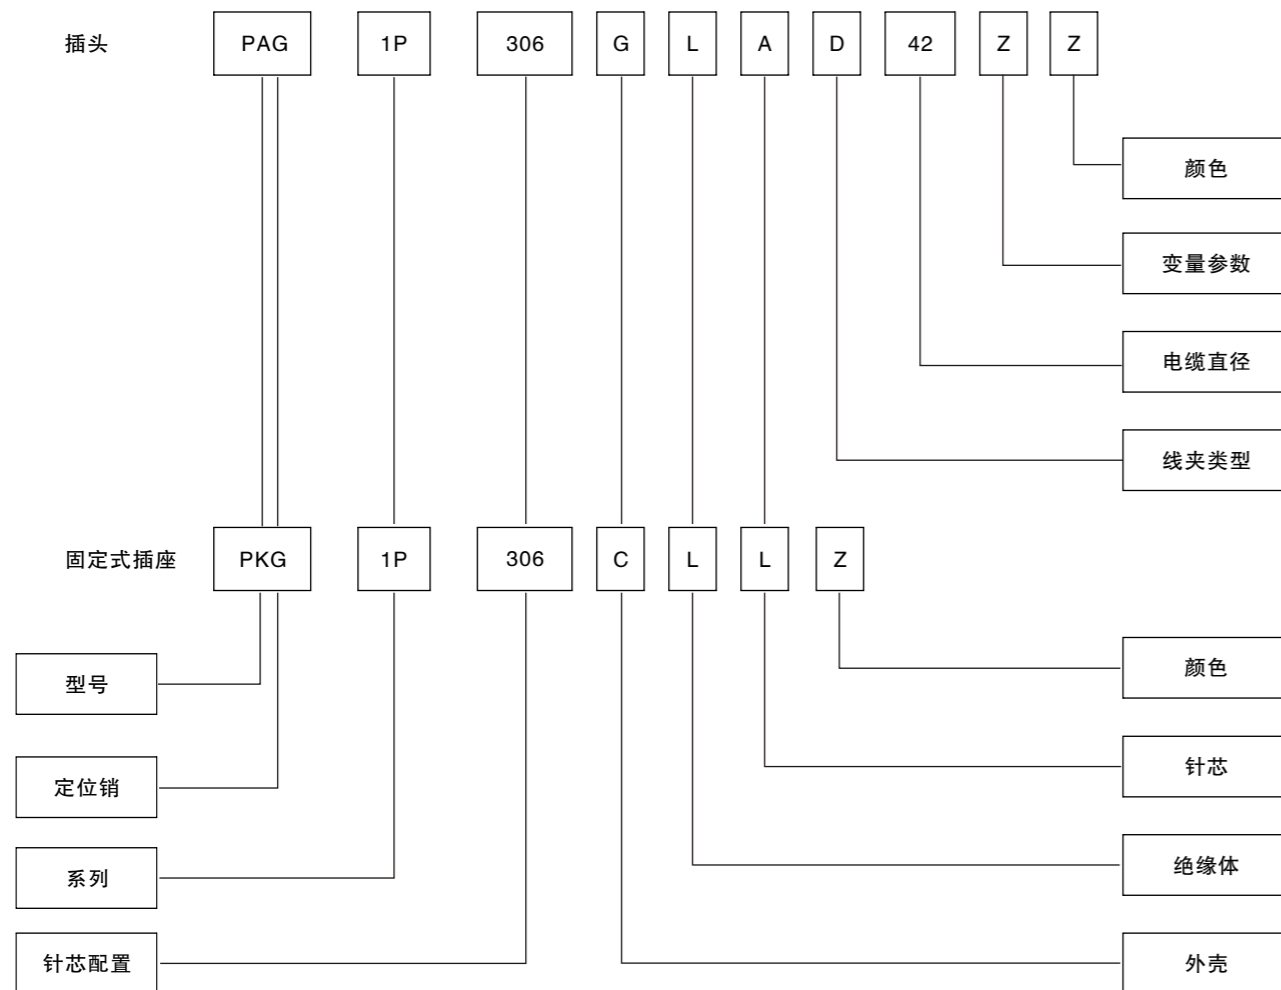 插头 PAG 1P 306 G L A D 42 Z Z
颜色
变量参数
电缆直径
线夹类型
固定式插座 PKG 1P 306 C L L Z
颜色
型号
针芯
定位销
绝缘体
系列
针芯配置 外壳